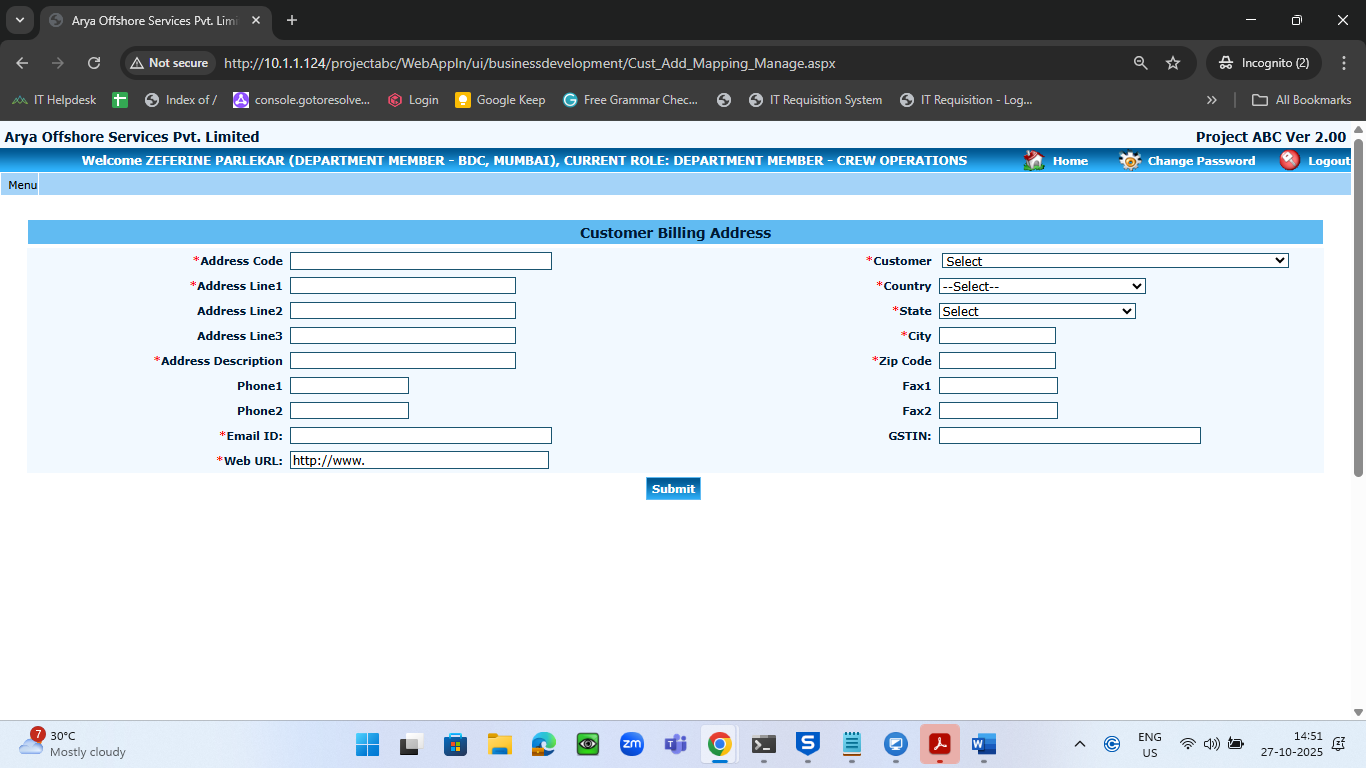 Arya Offshore Services Pvt. Limi
Not secure http://10.1.1.124/projectabc/WebAppIn/ui/businessdevelopment/Cust_Add_Mapping_Manage.aspx Incognito (2)
IT Helpdesk Index of / console.gotoresolve... Login Google Keep Free Grammar Chec... IT Requisition System IT Requisition - Log... » All Bookmarks
Arya Offshore Services Pvt. Limited Project ABC Ver 2.00
Welcome ZEFERINE PARLEKAR (DEPARTMENT MEMBER - BDC, MUMBAI), CURRENT ROLE: DEPARTMENT MEMBER - CREW OPERATIONS Home Change Password Logout
Menu
Customer Billing Address
*Address Code *Customer Select
*Address Line1 *Country --Select--
Address Line2 *State Select
Address Line3 *City
*Address Description *Zip Code
Phone1 Fax1
Phone2 Fax2
*Email ID: GSTIN:
*Web URL: http://www.
Submit
7 30°C
Mostly cloudy
zm
ENG
US
14:51
27-10-2025